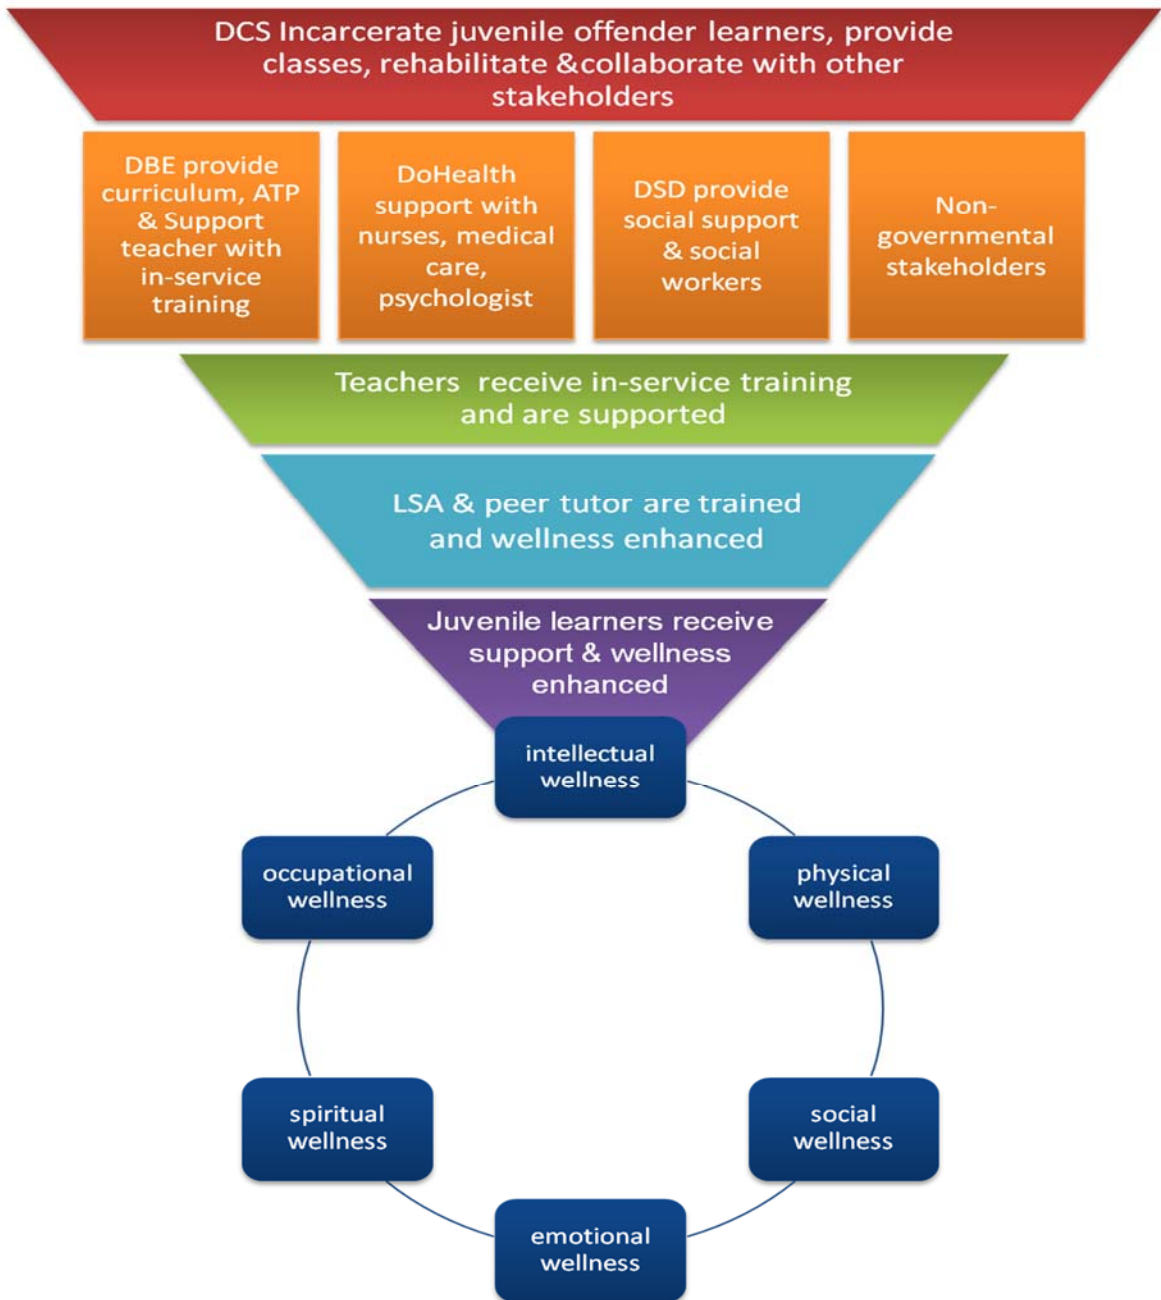 DCS Incarcerate juvenile offender learners, provide
classes, rehabilitate &collaborate with other
stakeholders
DBE provide
curriculum, ATP
& Support
teacher with
in-service
training
DoHealth
support with
nurses, medical
care,
psychologist
DSD provide
social support
& social
workers
Non-
governmental
stakeholders
Teachers receive in-service training
and are supported
LSA & peer tutor are trained
and wellness enhanced
Juvenile learners receive
support & wellness
enhanced
intellectual
wellness
occupational
wellness
physical
wellness
spiritual
wellness
social
wellness
emotional
wellness